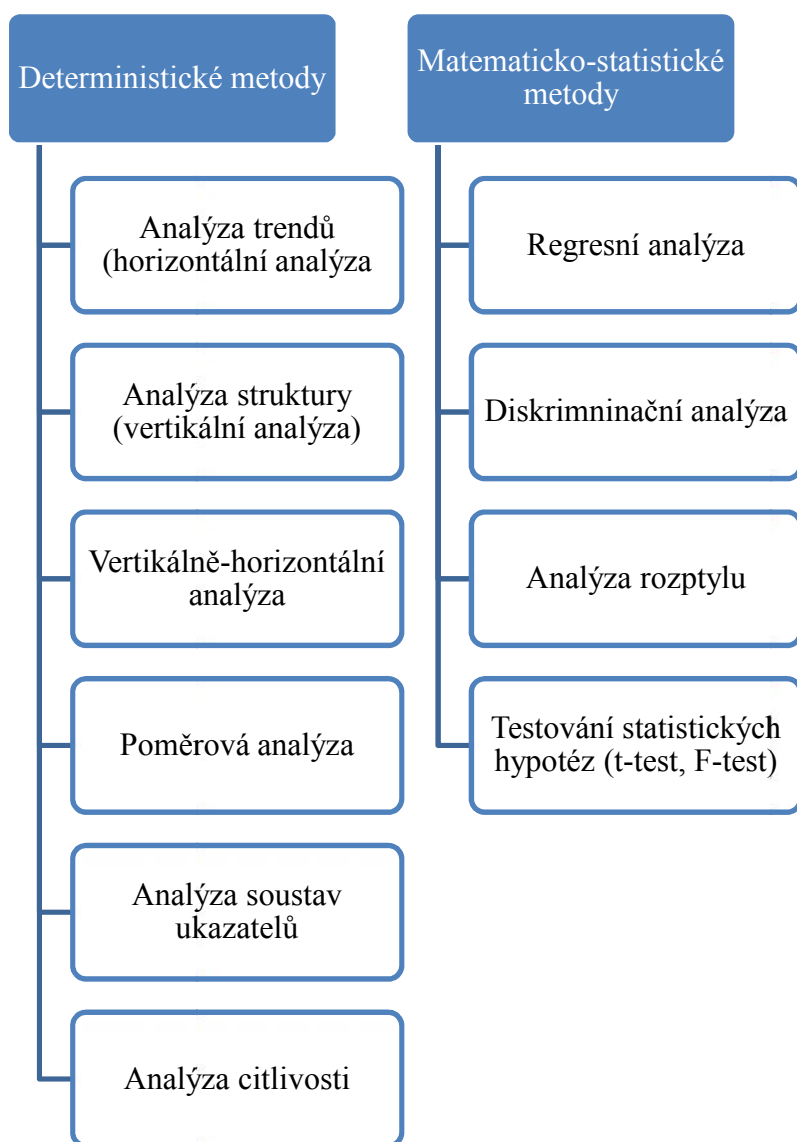 Deterministické metody
Analýza trendů
(horizontální analýza
Analýza struktury
(vertikální analýza)
Vertikálně-horizontální
analýza
Poměrová analýza
Analýza soustav
ukazatelů
Analýza citlivosti
Matematicko-statistické
metody
Regresní analýza
Diskrimninační analýza
Analýza rozptylu
Testování statistických
hypotéz (t-test, F-test)